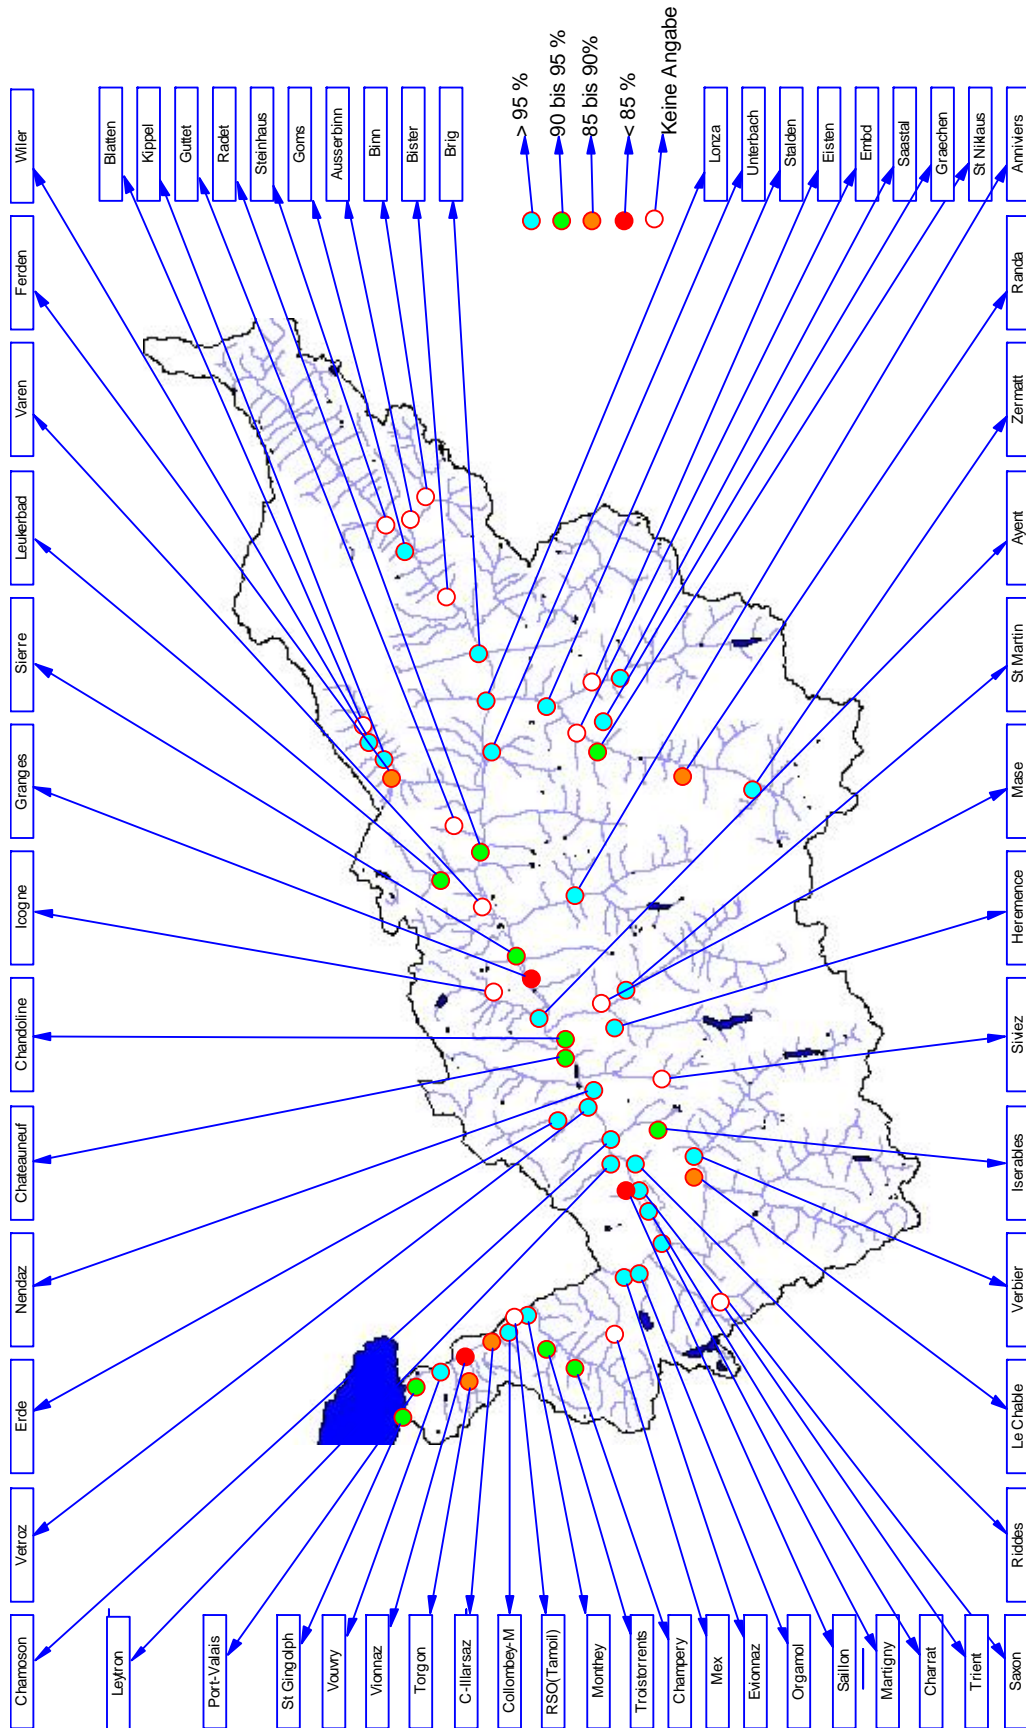 Wiler
Ferden
Varen
Leukerbad
Sierre
Granges
Icogne
Chandoline
Chateauneuf
Nendaz
Erde
Vetroz
Chamoson
Blatten
Kippel
Guttet
Radet
Steinhaus
Goms
Ausserbinn
Binn
Bister
Brig
> 95 %
90 bis 95 %
85 bis 90%
< 85 %
Keine Angabe
Lonza
Unterbach
Stalden
Eisten
Embd
Saastal
Graechen
St Niklaus
Anniviers
Randa
Zermatt
Ayent
St Martin
Mase
Heremence
Siviez
Iserables
Verbier
Le Chable
Riddes
Saxon
Leytron
Port-Valais
St Gingolph
Vouvry
Vionnaz
Torgon
C-Illarsaz
Collonbey-M
RSO(Tamoil)
Monthey
Troistorrents
Champery
Mex
Evionnaz
Orgamol
Saillon
Martigny
Charrat
Trient